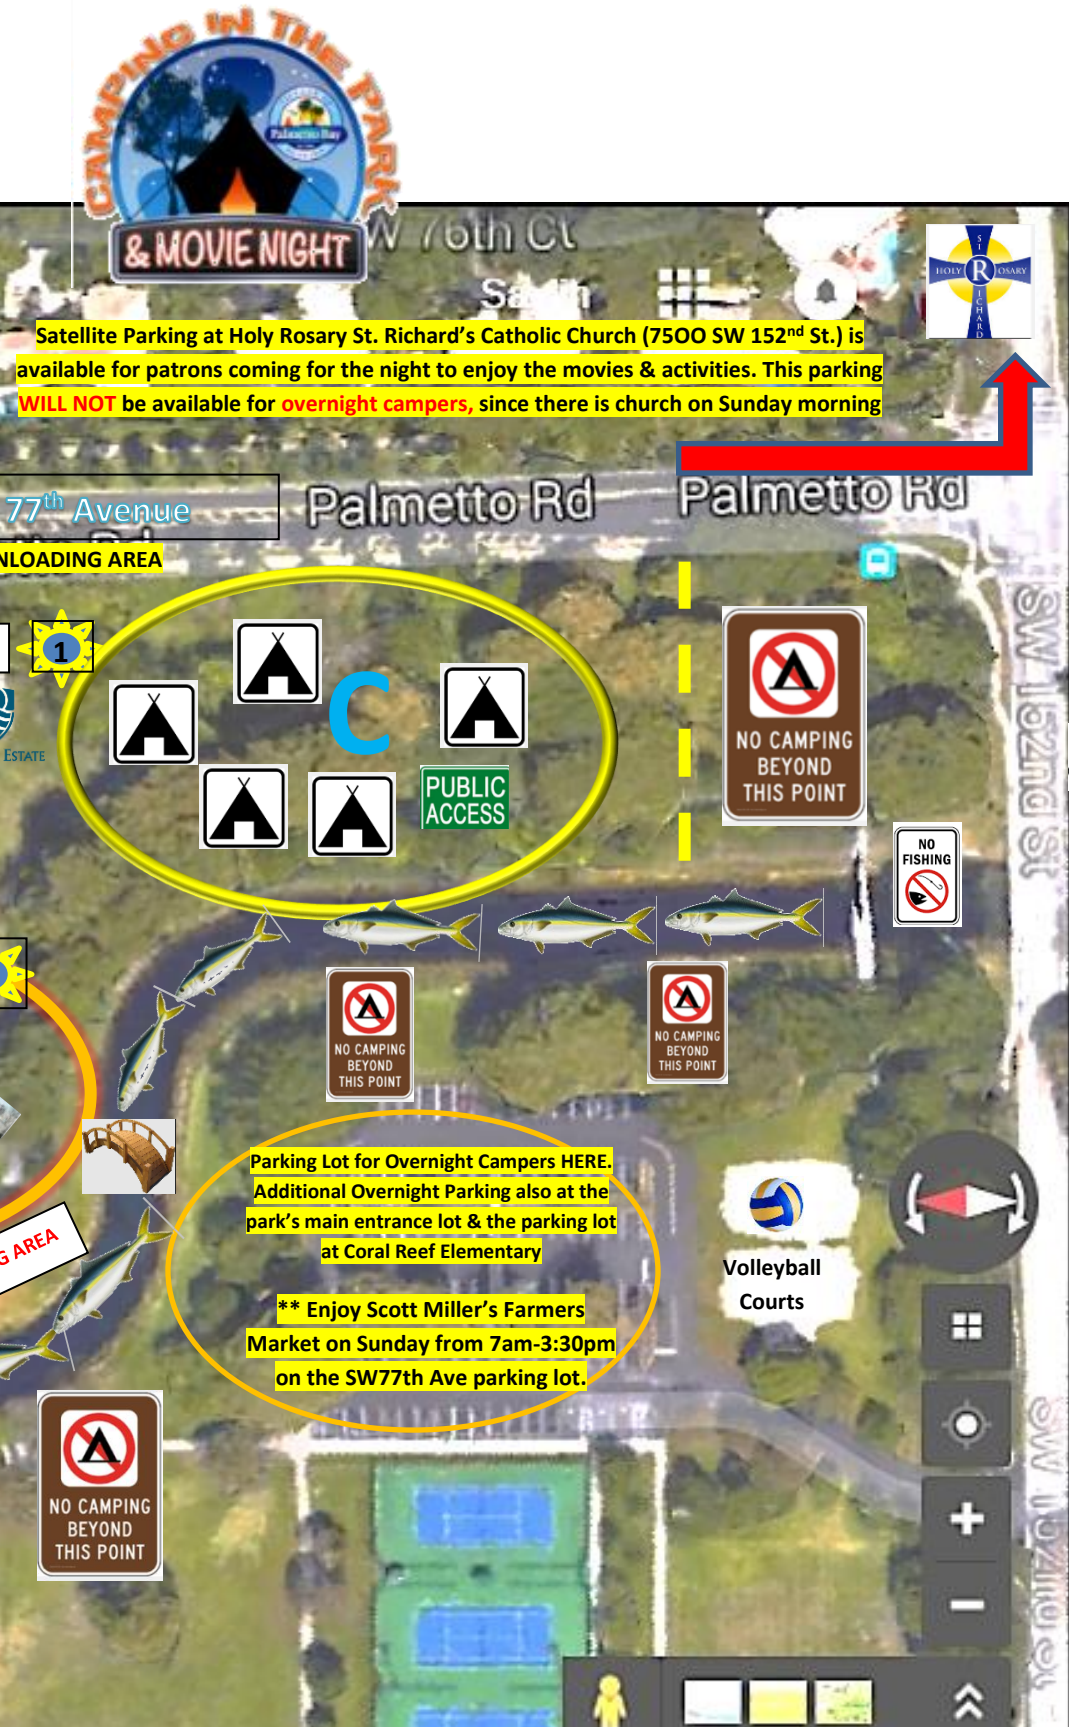 CAMPING IN THE PARK
Palmetto Bay
& MOVIE NIGHT
W 76th Ct
ST
HOLY R OSARY
ICHARD
Satellite Parking at Holy Rosary St. Richard's Catholic Church (7500 SW 152nd St.) is
available for patrons coming for the night to enjoy the movies & activities. This parking
WILL NOT be available for overnight campers, since there is church on Sunday morning
77th Avenue
Palmetto Rd
Palmetto Rd
NLOADING AREA
1
ESTATE
C
PUBLIC
ACCESS
NO CAMPING
BEYOND
THIS POINT
SW 152nd St
NO
FISHING
NO CAMPING
BEYOND
THIS POINT
NO CAMPING
BEYOND
THIS POINT
Parking Lot for Overnight Campers HERE.
Additional Overnight Parking also at the
park's main entrance lot & the parking lot
at Coral Reef Elementary
** Enjoy Scott Miller's Farmers
Market on Sunday from 7am-3:30pm
on the SW77th Ave parking lot.
G AREA
Volleyball
Courts
NO CAMPING
BEYOND
THIS POINT
SW 152nd St